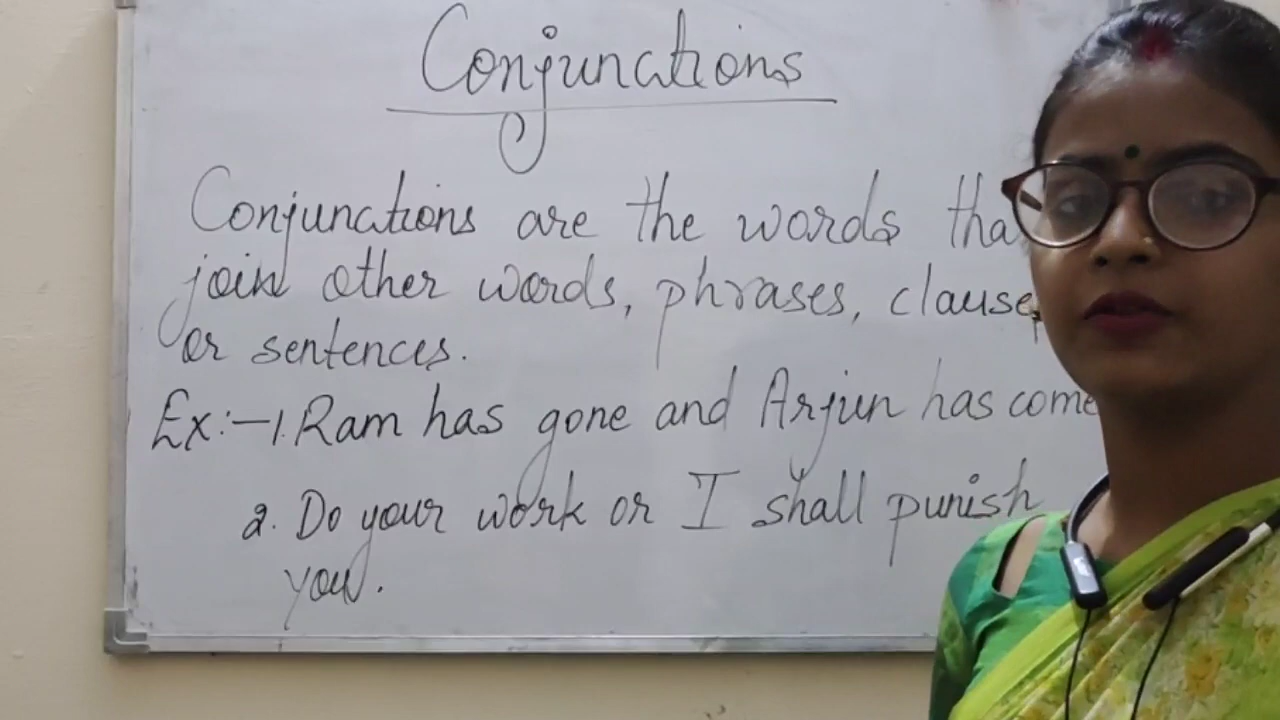 Conjunctions
Conjunctions are the words tha
join other words, phrases, clause
or sentences.
Ex:-1. Ram has gone and Arjun has come
2. Do your work or I shall punish
you.